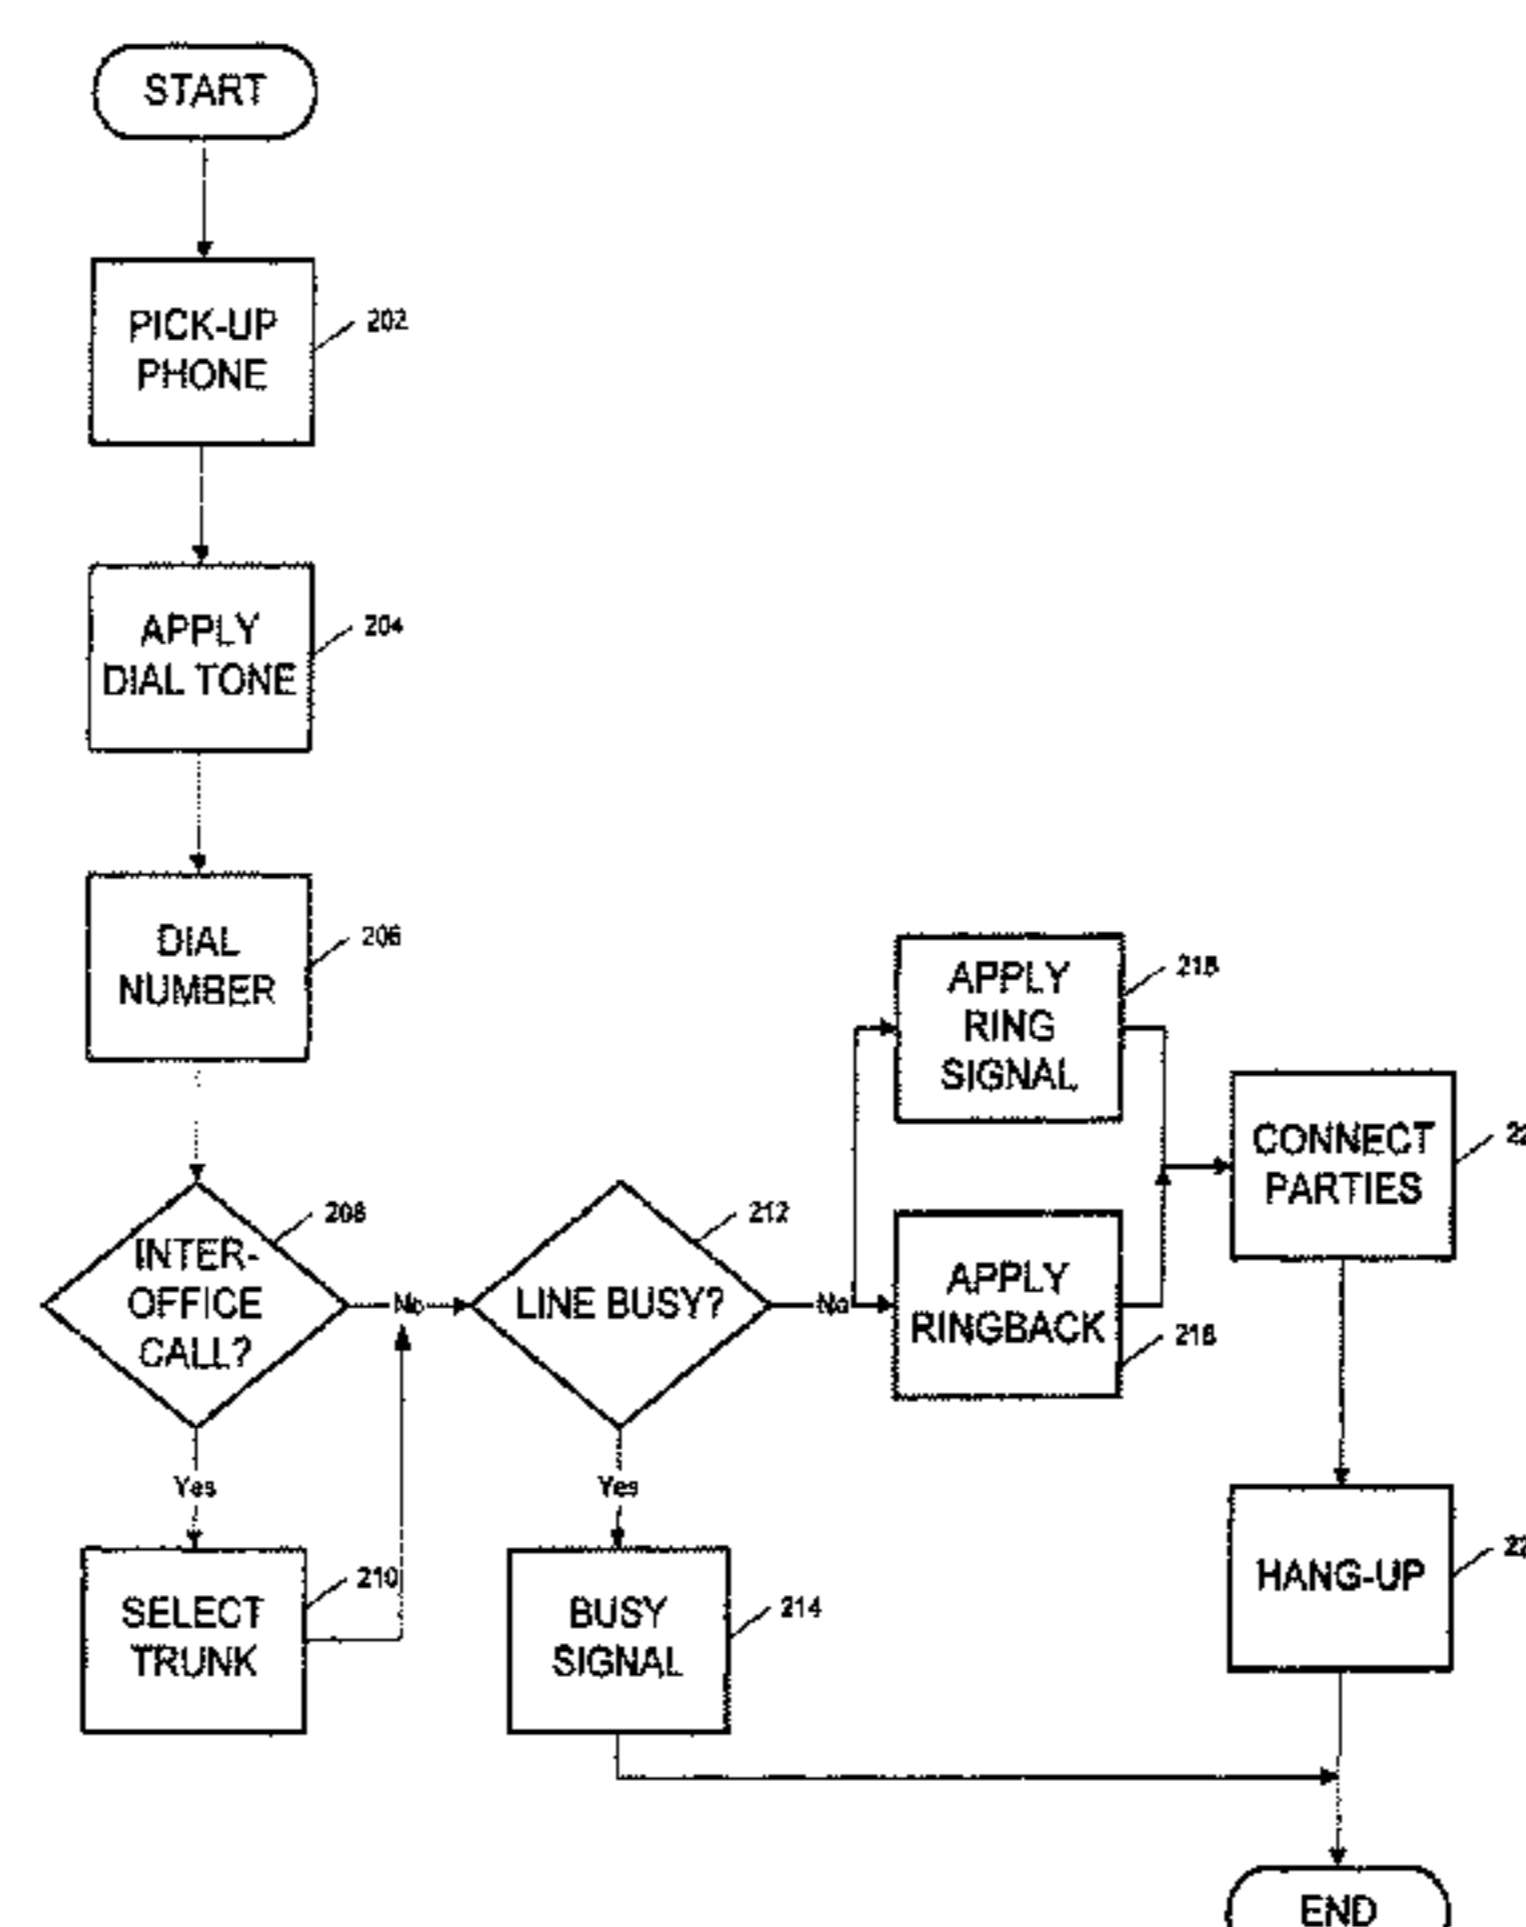 START
PICK-UP
PHONE
202
APPLY
DIAL TONE
204
DIAL
NUMBER
206
INTER-
OFFICE
CALL?
208
No
Yes
SELECT
TRUNK
210
LINE BUSY?
212
No
Yes
BUSY
SIGNAL
214
APPLY
RING
SIGNAL
APPLY
RINGBACK
CONNECT
PARTIES
HANG-UP
END